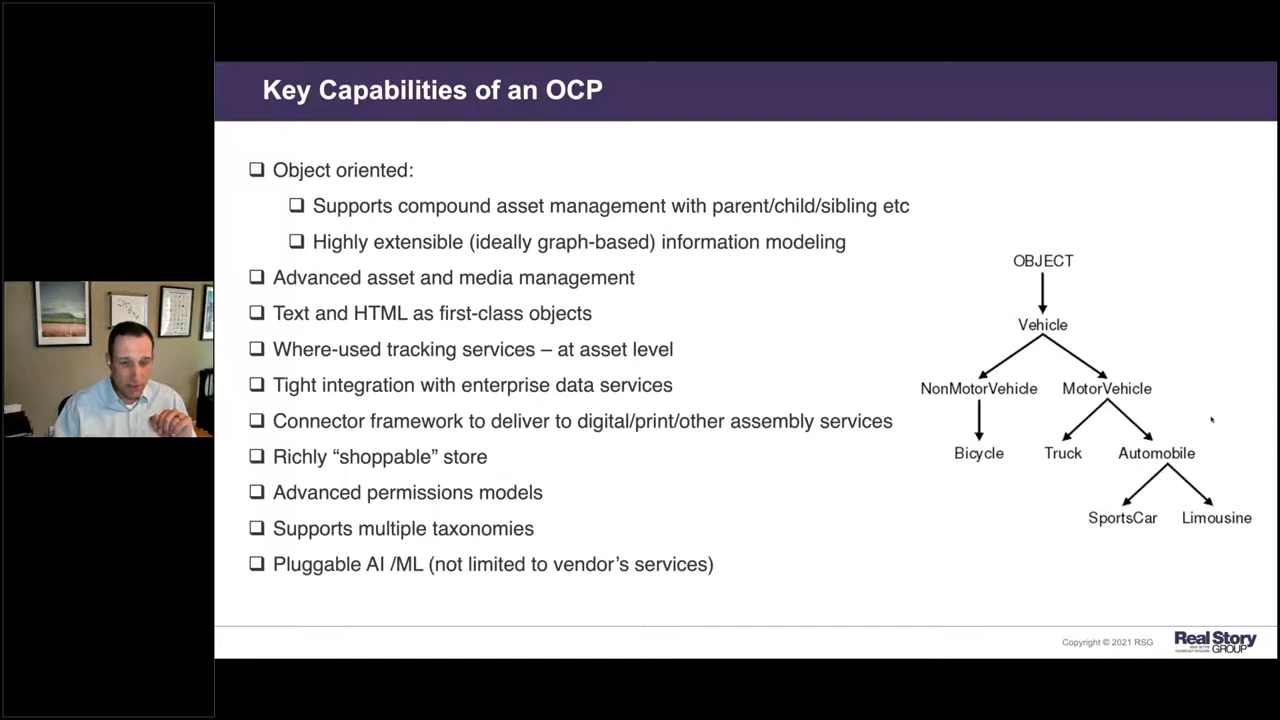 Key Capabilities of an OCP
Object oriented:
Supports compound asset management with parent/child/sibling etc
Highly extensible (ideally graph-based) information modeling
Advanced asset and media management
Text and HTML as first-class objects
Where-used tracking services – at asset level
Tight integration with enterprise data services
Connector framework to deliver to digital/print/other assembly services
Richly “shoppable” store
Advanced permissions models
Supports multiple taxonomies
Pluggable AI /ML (not limited to vendor’s services)
OBJECT
Vehicle
NonMotorVehicle MotorVehicle
Bicycle Truck Automobile
SportsCar Limousine
Copyright © 2021 RSG
Real Story
GROUP